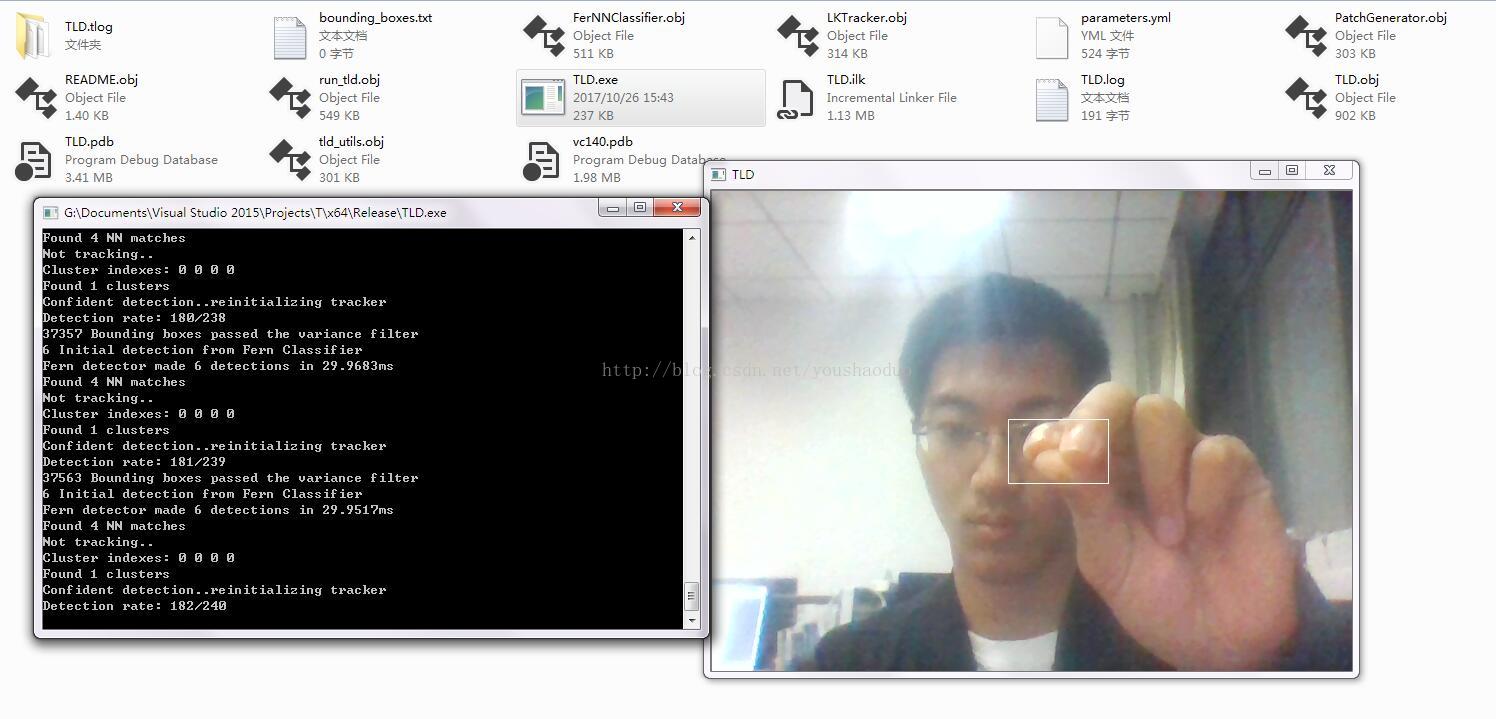 TLD.tlog
文件夹
bounding_boxes.txt
文本文档
0 字节
FerNNClassifier.obj
Object File
511 KB
LKTracker.obj
Object File
314 KB
parameters.yml
YML 文件
524 字节
PatchGenerator.obj
Object File
303 KB
README.obj
Object File
1.40 KB
run_tld.obj
Object File
549 KB
TLD.exe
2017/10/26 15:43
237 KB
TLD.ilk
Incremental Linker File
1.13 MB
TLD.log
文本文档
191 字节
TLD.obj
Object File
902 KB
TLD.pdb
Program Debug Database
3.41 MB
tld_utils.obj
Object File
301 KB
vc140.pdb
Program Debug Database
1.98 MB
G:\Documents\Visual Studio 2015\Projects\T\x64\Release\TLD.exe
Found 4 NN matches
Not tracking..
Cluster indexes: 0 0 0 0
Found 1 clusters
Confident detection..reinitializing tracker
Detection rate: 180/238
37357 Bounding boxes passed the variance filter
6 Initial detection from Fern Classifier
Fern detector made 6 detections in 29.9683ms
Found 4 NN matches
Not tracking..
Cluster indexes: 0 0 0 0
Found 1 clusters
Confident detection..reinitializing tracker
Detection rate: 181/239
37563 Bounding boxes passed the variance filter
6 Initial detection from Fern Classifier
Fern detector made 6 detections in 29.9517ms
Found 4 NN matches
Not tracking..
Cluster indexes: 0 0 0 0
Found 1 clusters
Confident detection..reinitializing tracker
Detection rate: 182/240
TLD
http://blog.csdn.net/youshaoduo